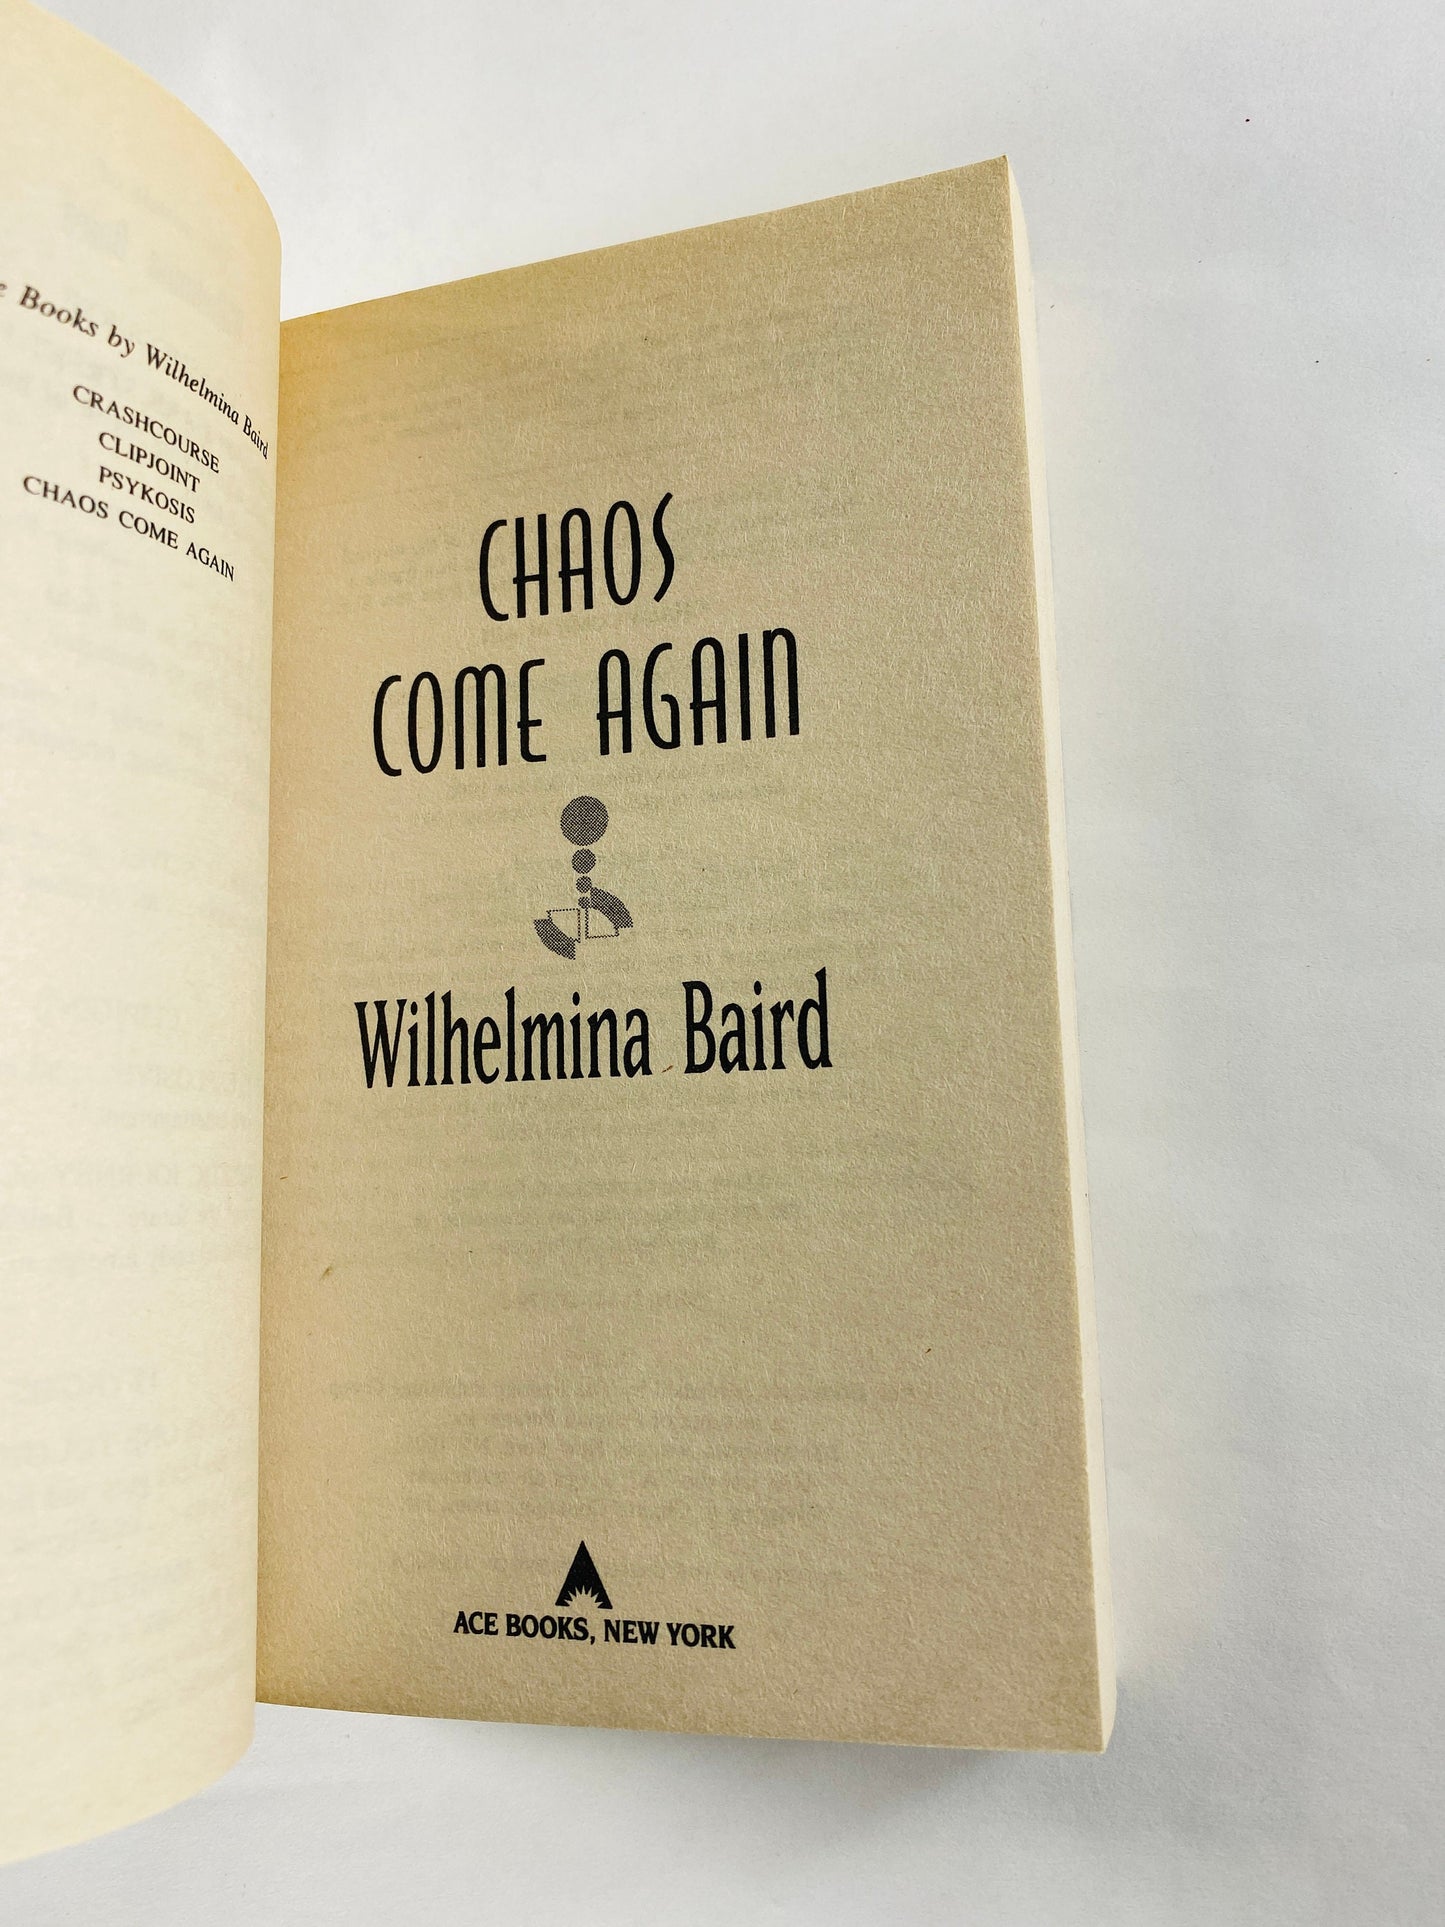 Books by Wilhelmina Baird
CRASHCOURSE
CLIPJOINT
PSYKOSIS
CHAOS COME AGAIN
CHAOS
COME AGAIN
Wilhelmina Baird
ACE BOOKS, NEW YORK